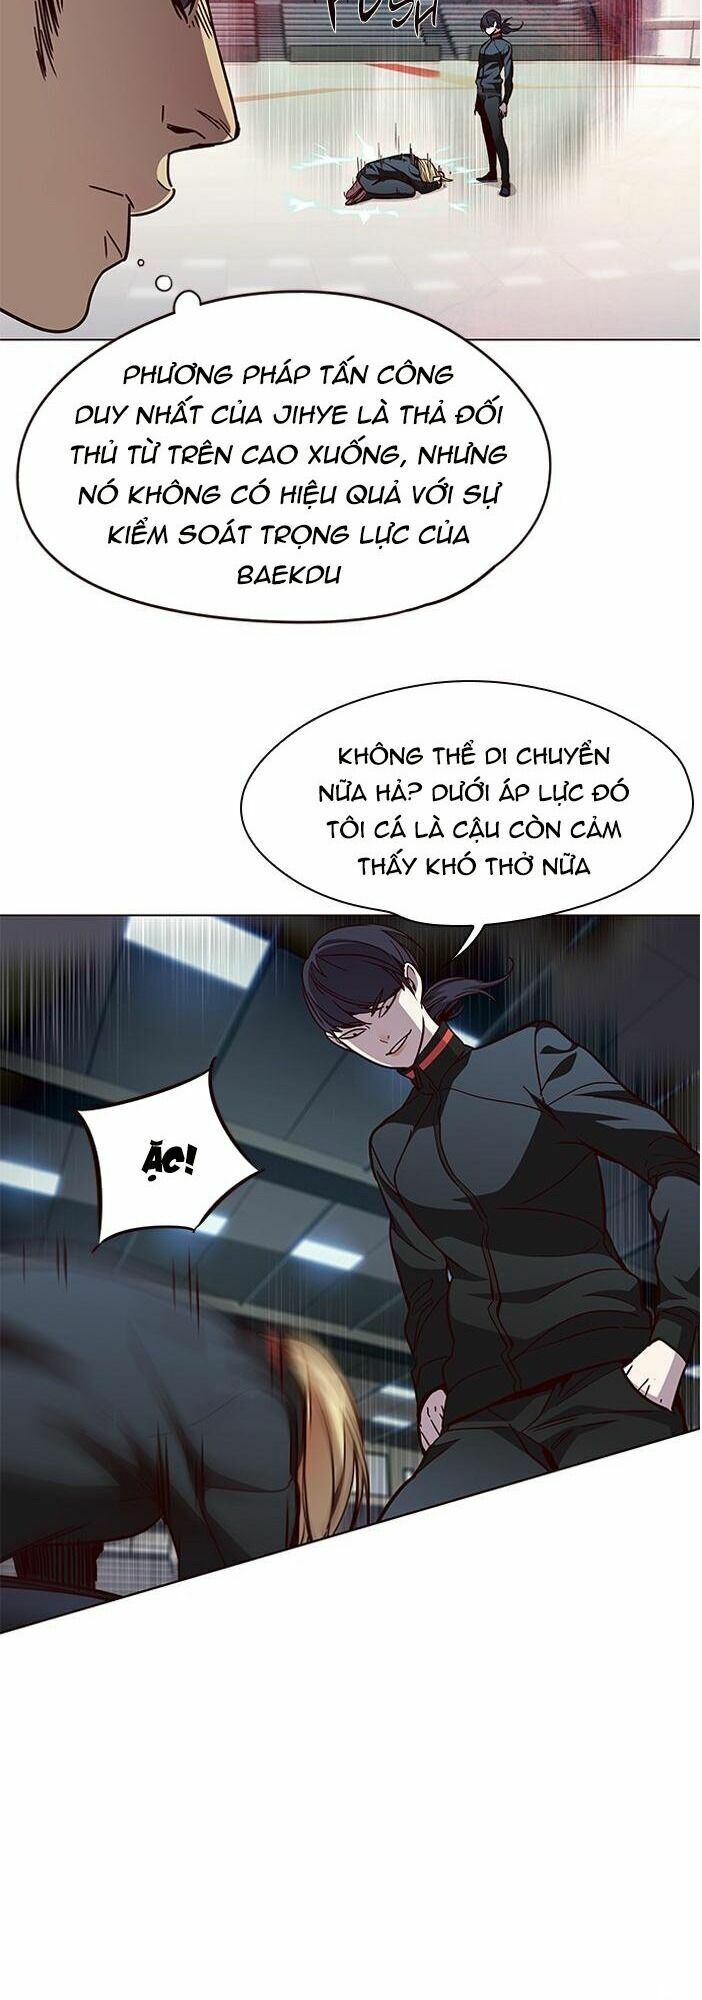 PUSH
PHƯƠNG PHÁP TẤN CÔNG
DUY NHẤT CỦA JIHYE LÀ THẢ ĐỐI
THỦ TỪ TRÊN CAO XUỐNG, NHƯNG
NÓ KHÔNG CÓ HIỆU QUẢ VỚI SỰ
KIỂM SOÁT TRỌNG LỰC CỦA
BAEKDU
KHÔNG THỂ DI CHUYỂN
NỮA HẢ? DƯỚI ÁP LỰC ĐÓ
TÔI CÁ LÀ CẬU CÒN CẢM
THẤY KHÓ THỞ NỮA
ẶC!